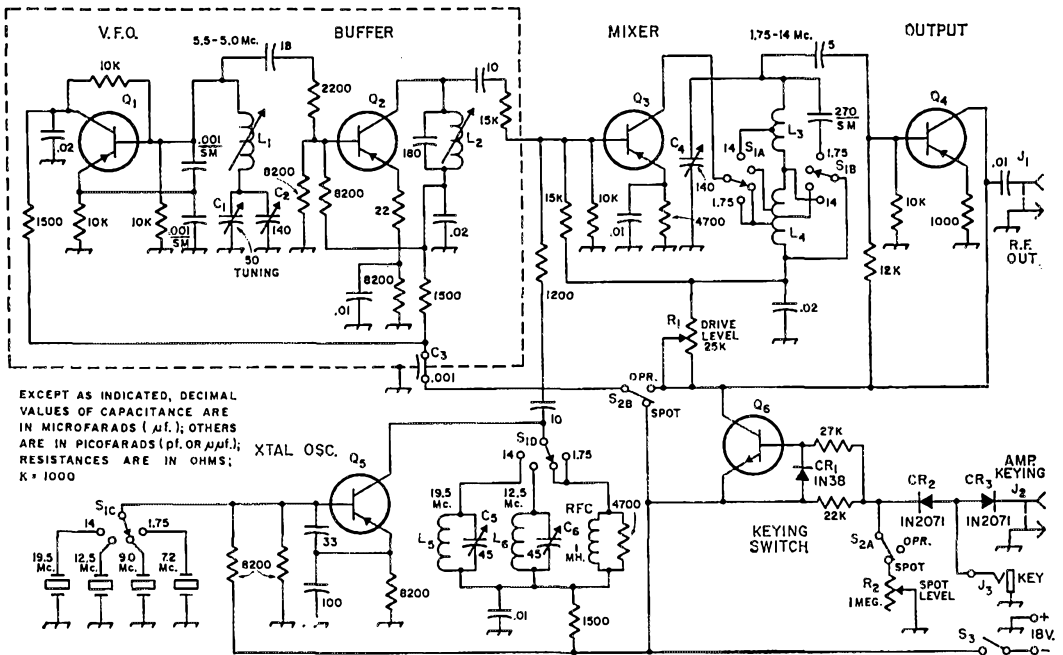 V.F.O.
BUFFER
MIXER
OUTPUT
5.5-5.0 Mc.
18
1.75-14 Mc.
5
10K
Q1
.02
.001
SM
L1
2200
Q2
180
L2
10
15K
Q3
C4
140
L3
270
SM
Q4
.01
J1
14
S1A
1.75
1.75
S1B
14
L4
1500
10K
10K
.001
SM
C1
C2
50
140
TUNING
8200
8200
22
.02
15K
10K
.01
4700
10K
1000
R.F.
OUT.
.01
8200
1500
1200
R1
DRIVE
LEVEL
25K
.02
12K
C3
.001
OPR.
S2B
SPOT
EXCEPT AS INDICATED, DECIMAL
VALUES OF CAPACITANCE ARE
IN MICROFARADS (µf.); OTHERS
ARE IN PICOFARADS (pf. OR µµf.);
RESISTANCES ARE IN OHMS;
K = 1000
XTAL OSC.
Q5
10
S1D
14
1.75
19.5
Mc.
12.5
Mc.
RFC
4700
L5
C5
45
L6
C6
45
1
MH.
Q6
27K
CR1
1N38
22K
KEYING
SWITCH
CR2
1N2071
CR3
1N2071
AMP.
KEYING
J2
S2A
OPR.
SPOT
R2
1 MEG.
SPOT
LEVEL
J3
KEY
S1C
14
1.75
19.5
Mc.
12.5
Mc.
9.0
Mc.
7.2
Mc.
8200
33
100
8200
.01
1500
S3
+
18V.
−